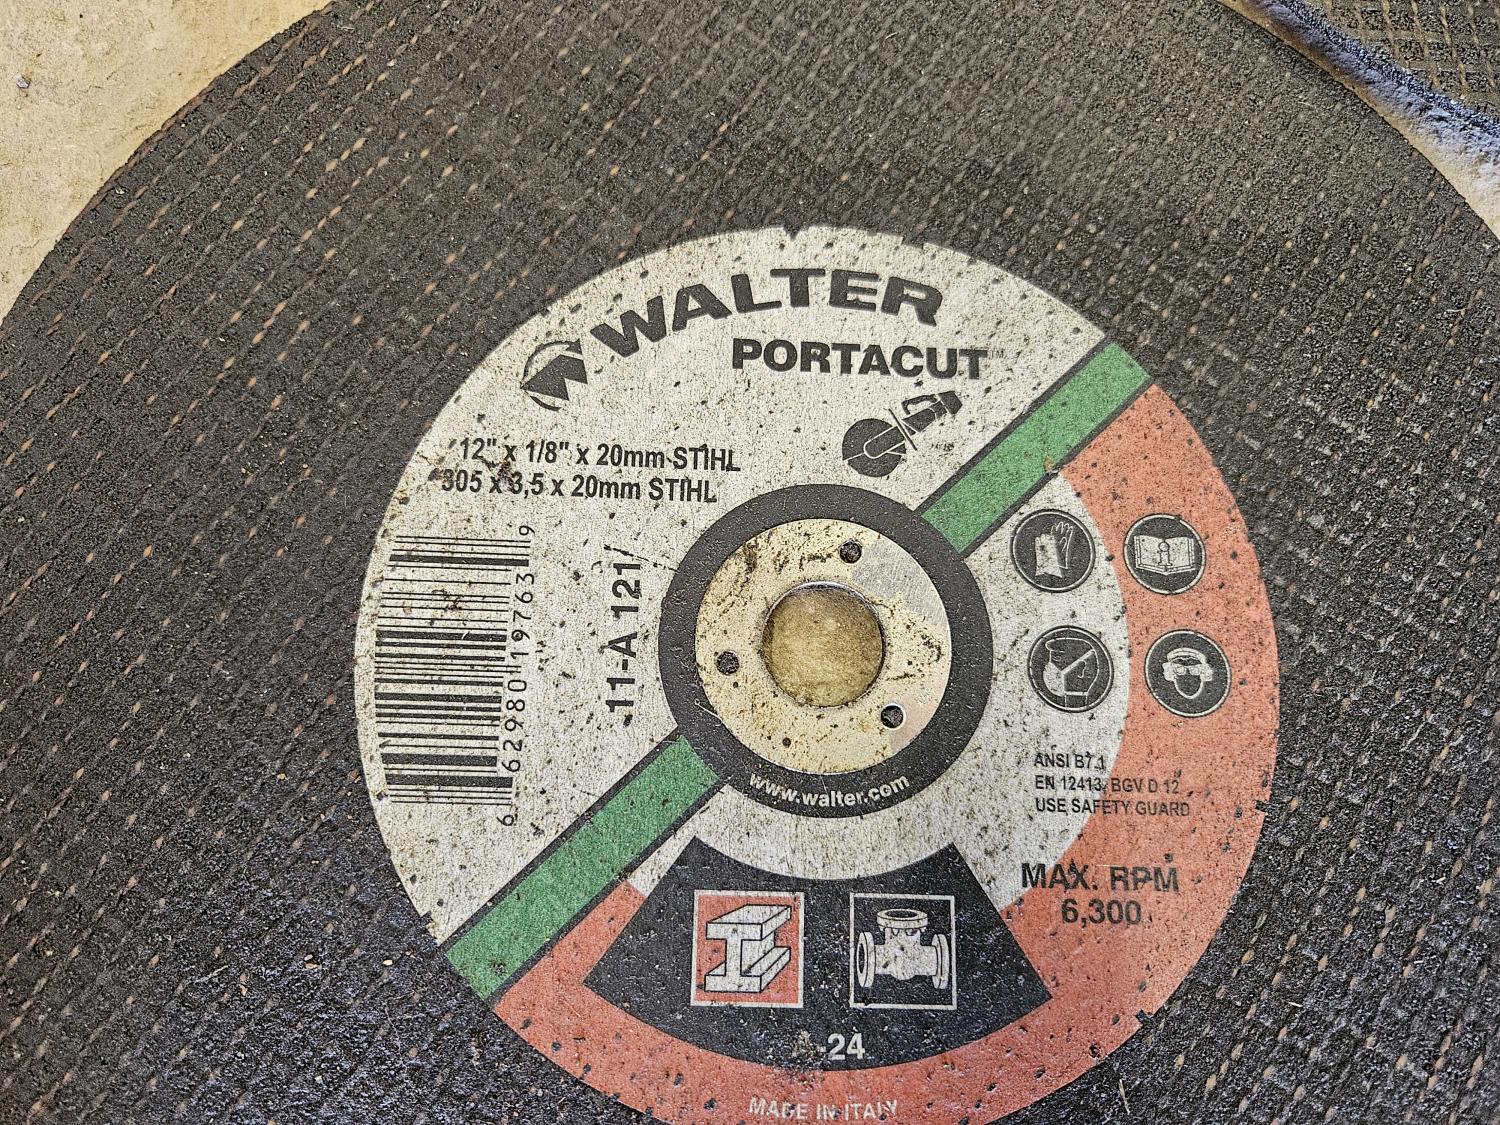 WALTER
PORTACUT™
12" x 1/8" x 20mm STIHL
305 x 3,5 x 20mm STIHL
6 62980 19763 9
11-A 121
www.walter.com
ANSI B7.1
EN 12413, BGV D 12
USE SAFETY GUARD
MAX. RPM
6,300
A-24
MADE IN ITALY